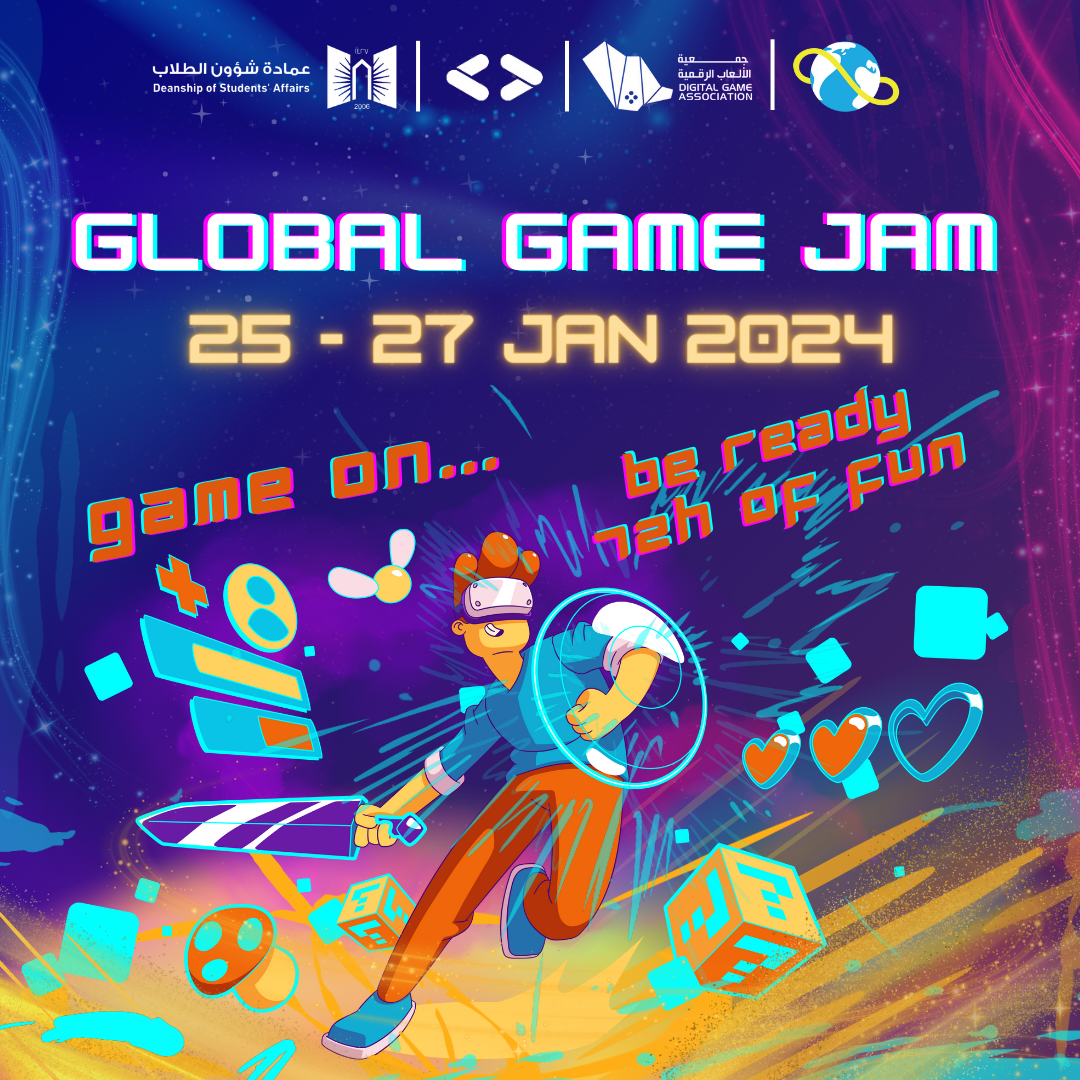 عمادة شؤون الطلاب
Deanship of Students' Affairs
2006
جمعية
الألعاب الرقمية
DIGITAL GAME
ASSOCIATION
GLOBAL GAME JAM
25 - 27 JAN 2024
game on...
be ready
72h of fun